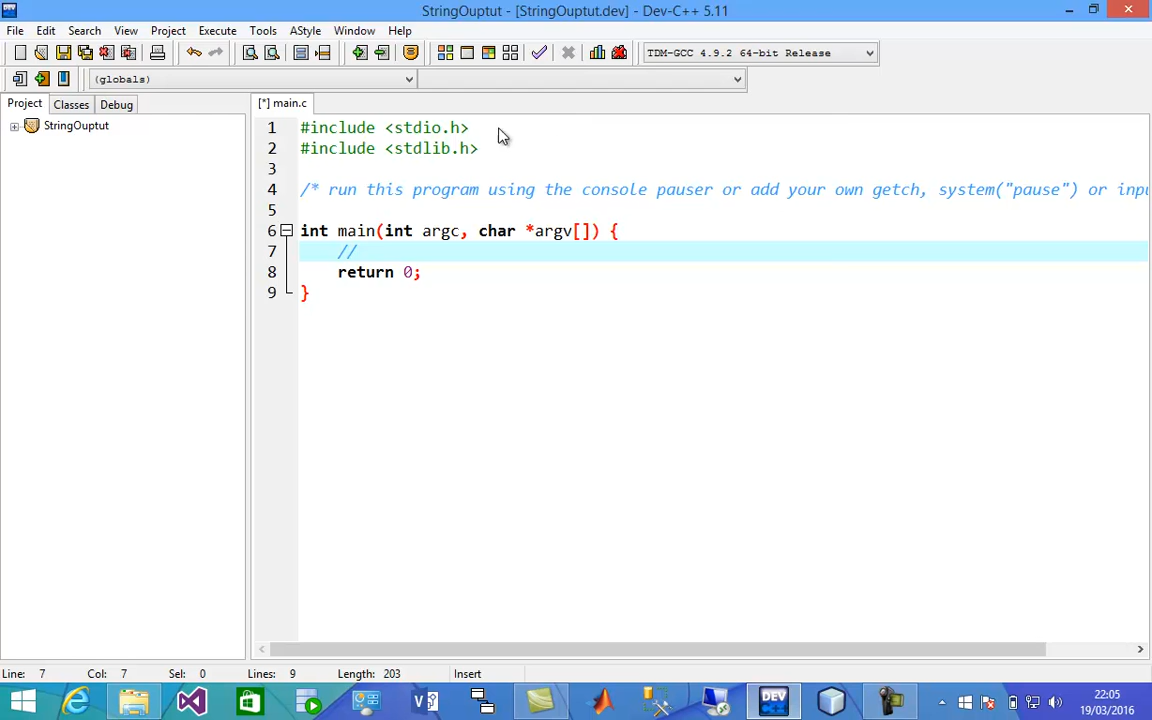 StringOuptut - [StringOuptut.dev] - Dev-C++ 5.11
File Edit Search View Project Execute Tools AStyle Window Help
TDM-GCC 4.9.2 64-bit Release
(globals)
Project Classes Debug
[*] main.c
StringOuptut
1 #include <stdio.h>
2 #include <stdlib.h>
3
4 /* run this program using the console pauser or add your own getch, system("pause") or inpu
5
6 int main(int argc, char *argv[]) {
7 //
8 return 0;
9 }
Line: 7 Col: 7 Sel: 0 Lines: 9 Length: 203 Insert
DEV C++
22:05
19/03/2016